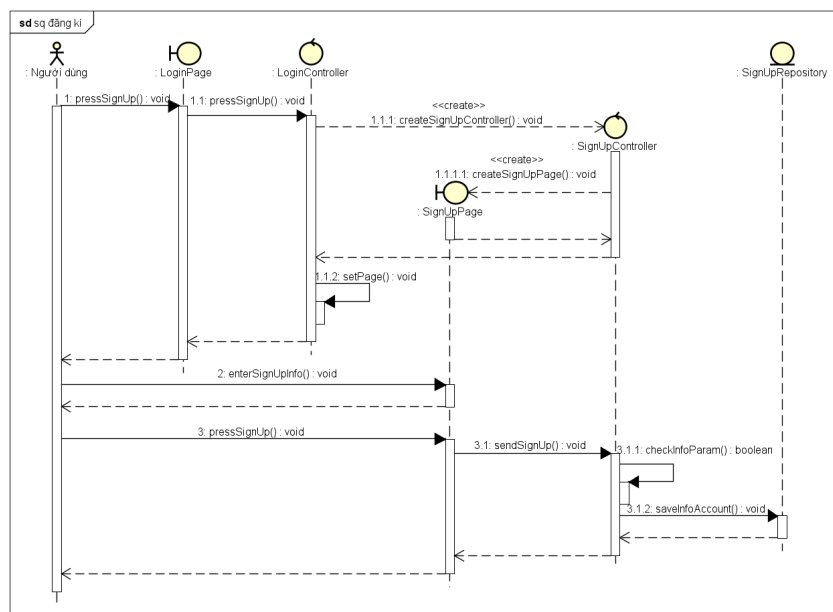 sd sq đăng kí
: Người dùng
: LoginPage
: LoginController
: SignUpRepository
1: pressSignUp() : void
1.1: pressSignUp() : void
<<create>>
1.1.1: createSignUpController() : void
: SignUpController
<<create>>
1.1.1.1: createSignUpPage() : void
: SignUpPage
1.1.2: setPage() : void
2: enterSignUpInfo() : void
3: pressSignUp() : void
3.1: sendSignUp() : void
3.1.1: checkInfoParam() : boolean
3.1.2: saveInfoAccount() : void